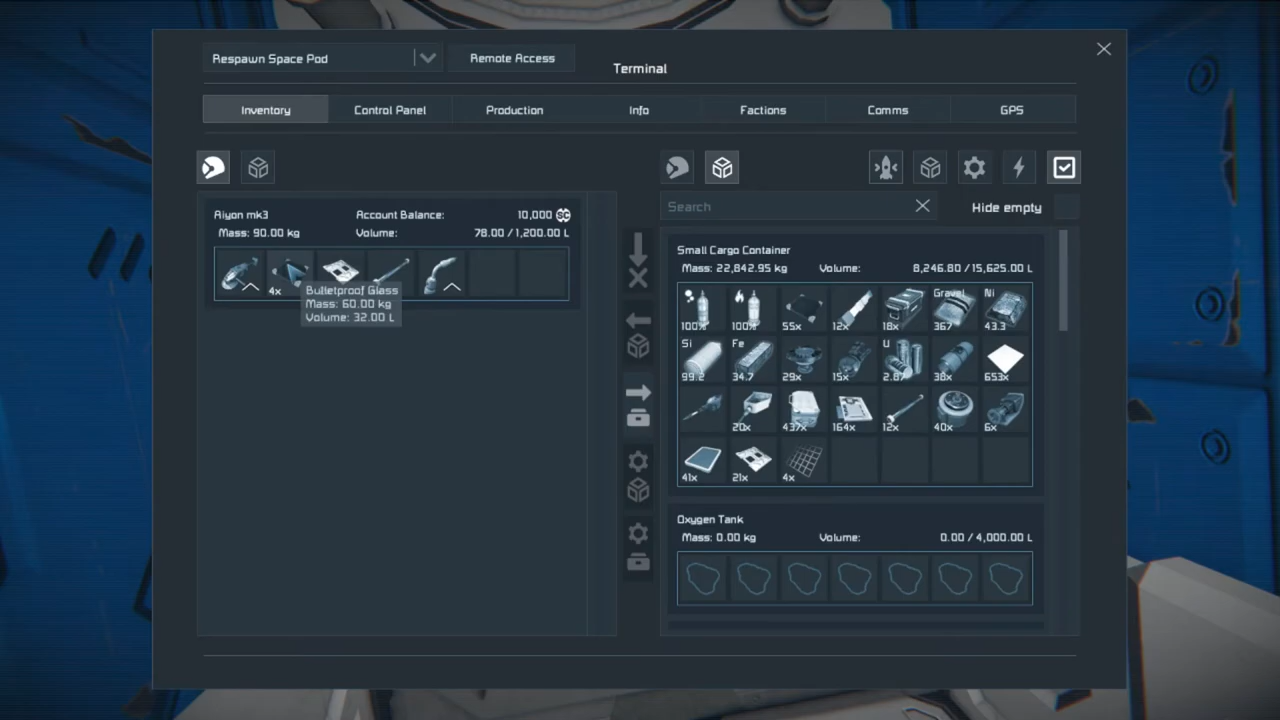 Respawn Space Pod
Remote Access
Terminal
Inventory
Control Panel
Production
Info
Factions
Comms
GPS
Aiyon mk3
Account Balance: 10,000 SC
Mass: 90.00 kg
Volume: 78.00 / 1,200.00 L
4x
Bulletproof Glass
Mass: 60.00 kg
Volume: 32.00 L
Search
Hide empty
Small Cargo Container
Mass: 22,842.95 kg
Volume: 8,246.80 / 15,625.00 L
Gravel Ni
100% 100% 55x 12x 18x 367 43.3
Si Fe U
99.2 34.7 29x 15x 2.87 38x 653x
20x 437x 164x 12x 40x 6x
41x 21x 4x
Oxygen Tank
Mass: 0.00 kg
Volume: 0.00 / 4,000.00 L